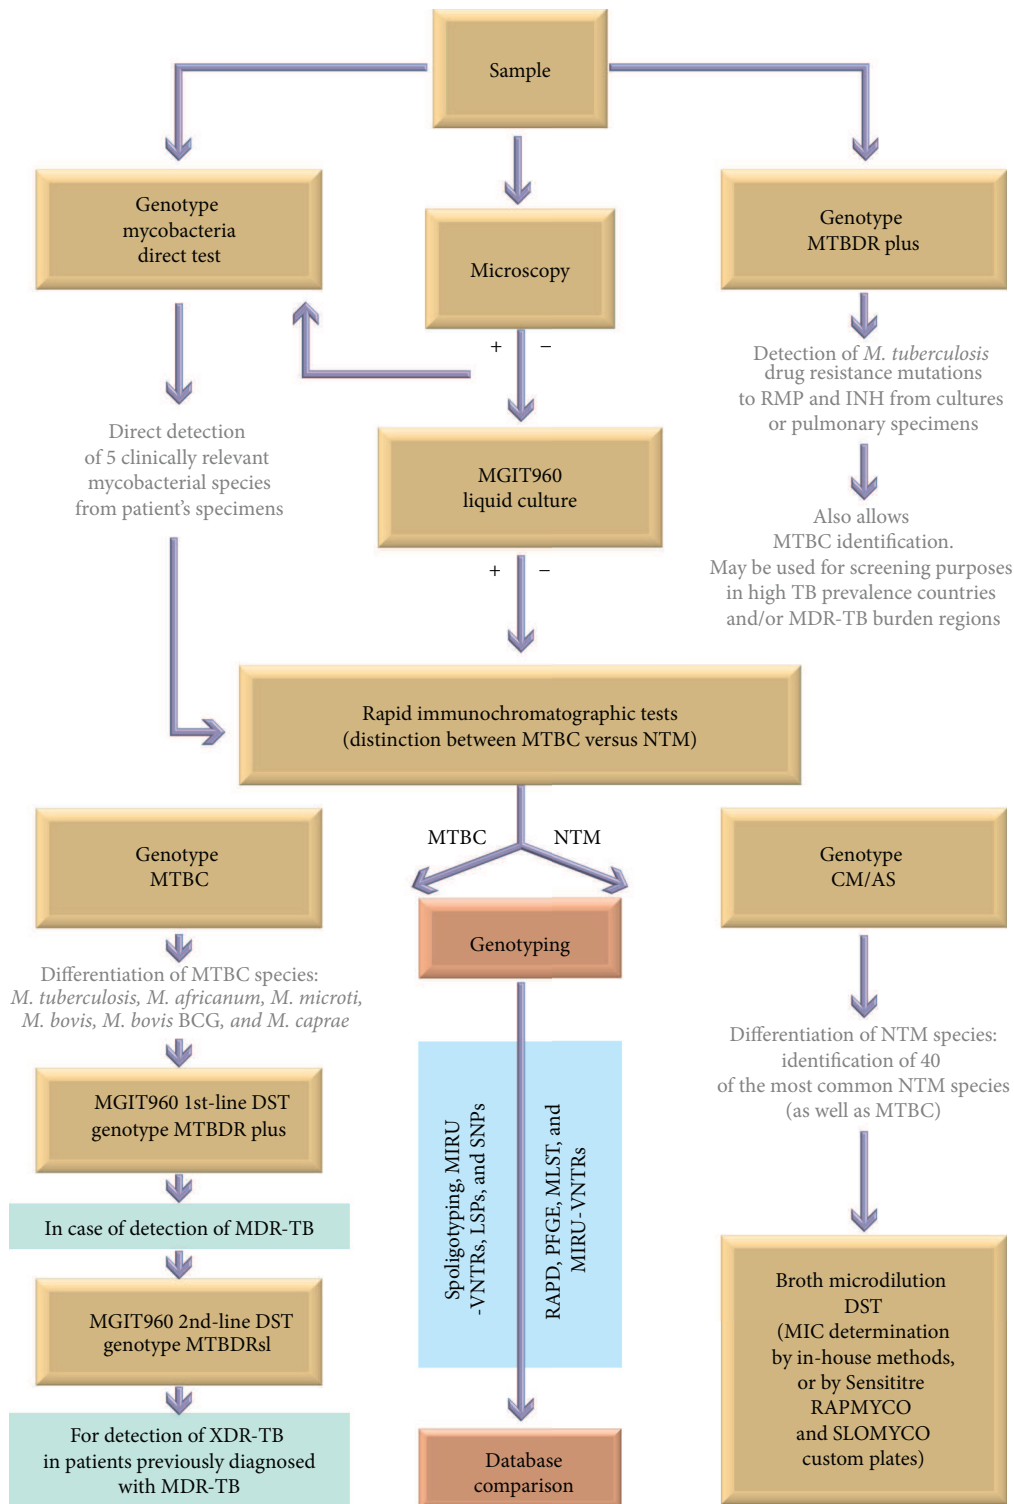 Sample
Genotype
mycobacteria
direct test
Microscopy
Genotype
MTBDR plus
+ −
Detection of M. tuberculosis
drug resistance mutations
to RMP and INH from cultures
or pulmonary specimens
Direct detection
of 5 clinically relevant
mycobacterial species
from patient's specimens
MGIT960
liquid culture
Also allows
MTBC identification.
May be used for screening purposes
in high TB prevalence countries
and/or MDR-TB burden regions
+ −
Rapid immunochromatographic tests
(distinction between MTBC versus NTM)
MTBC NTM
Genotype
MTBC
Differentiation of MTBC species:
M. tuberculosis, M. africanum, M. microti,
M. bovis, M. bovis BCG, and M. caprae
MGIT960 1st-line DST
genotype MTBDR plus
In case of detection of MDR-TB
MGIT960 2nd-line DST
genotype MTBDRsl
For detection of XDR-TB
in patients previously diagnosed
with MDR-TB
Genotyping
Spoligotyping, MIRU
-VNTRs, LSPs, and SNPs
RAPD, PFGE, MLST, and
MIRU-VNTRs
Database
comparison
Genotype
CM/AS
Differentiation of NTM species:
identification of 40
of the most common NTM species
(as well as MTBC)
Broth microdilution
DST
(MIC determination
by in-house methods,
or by Sensititre
RAPMYCO
and SLOMYCO
custom plates)